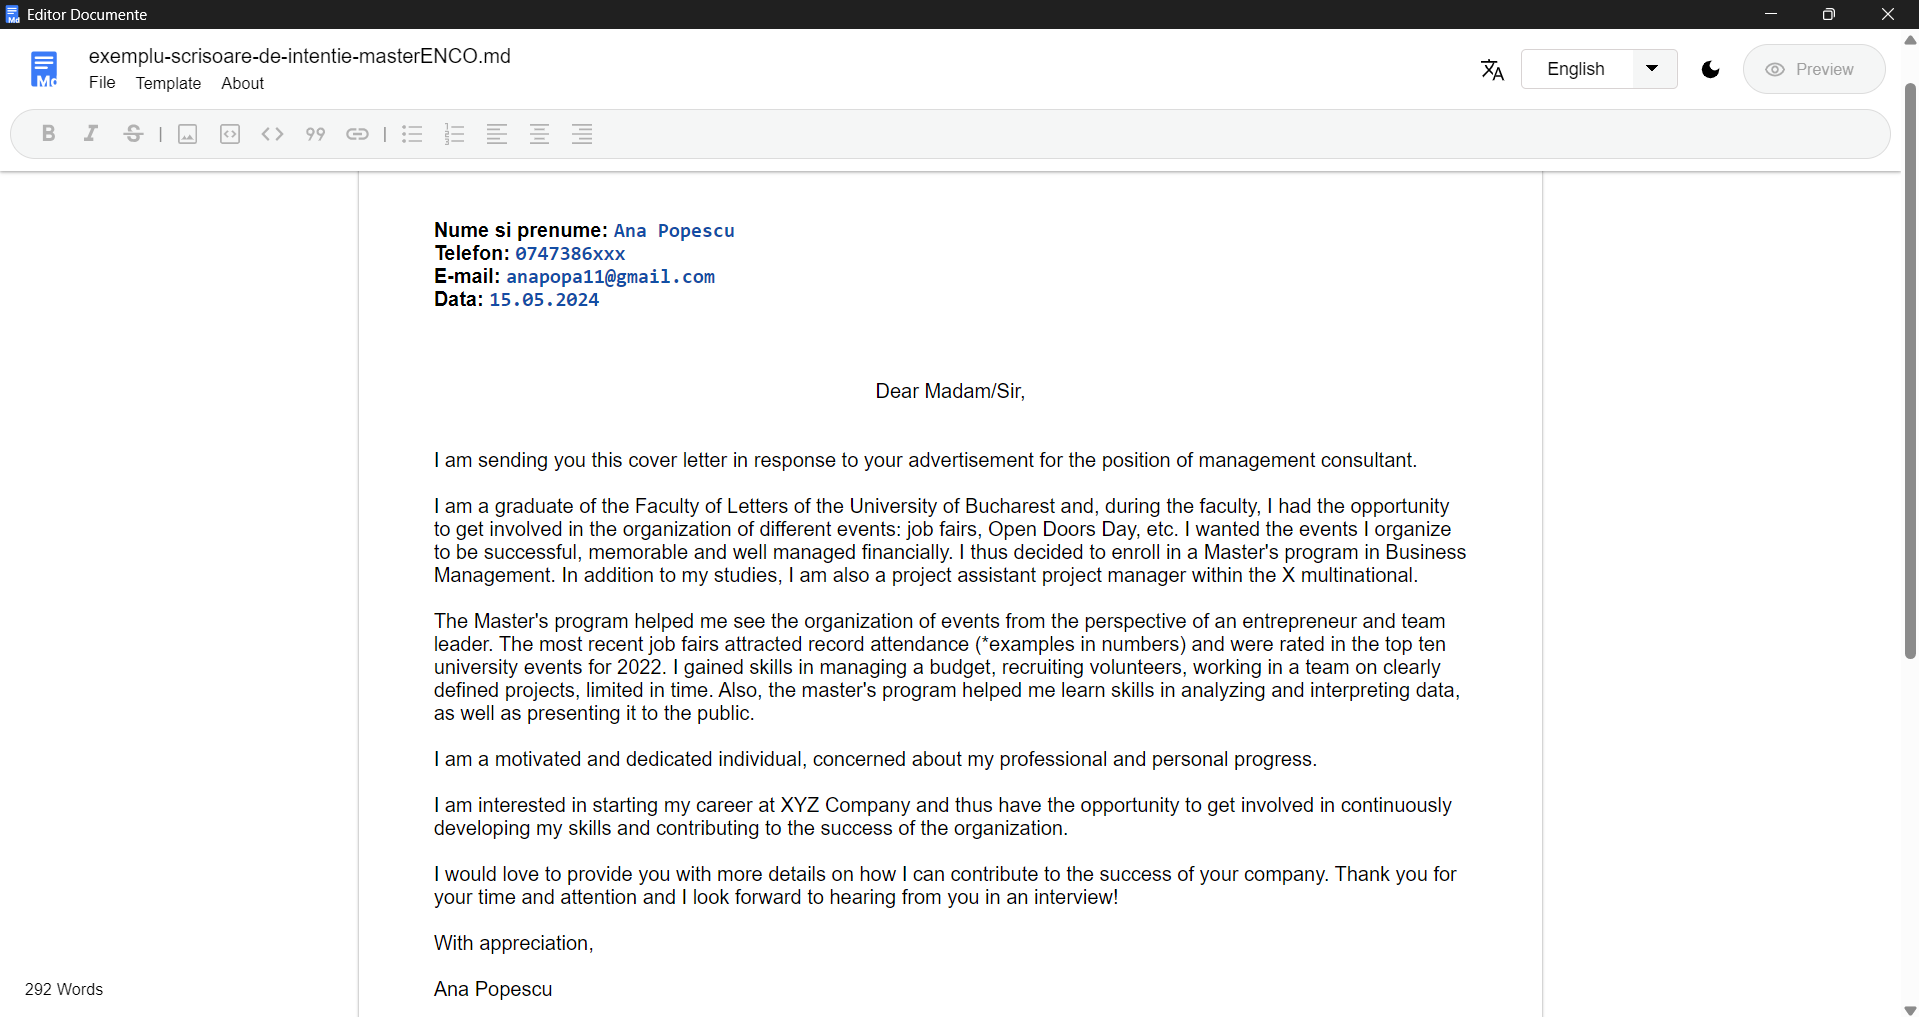 Editor Documente
exemplu-scrisoare-de-intentie-masterENCO.md
File Template About
English
Preview
Nume si prenume: Ana Popescu
Telefon: 0747386xxx
E-mail: anapopa11@gmail.com
Data: 15.05.2024
Dear Madam/Sir,
I am sending you this cover letter in response to your advertisement for the position of management consultant.
I am a graduate of the Faculty of Letters of the University of Bucharest and, during the faculty, I had the opportunity
to get involved in the organization of different events: job fairs, Open Doors Day, etc. I wanted the events I organize
to be successful, memorable and well managed financially. I thus decided to enroll in a Master's program in Business
Management. In addition to my studies, I am also a project assistant project manager within the X multinational.
The Master's program helped me see the organization of events from the perspective of an entrepreneur and team
leader. The most recent job fairs attracted record attendance (*examples in numbers) and were rated in the top ten
university events for 2022. I gained skills in managing a budget, recruiting volunteers, working in a team on clearly
defined projects, limited in time. Also, the master's program helped me learn skills in analyzing and interpreting data,
as well as presenting it to the public.
I am a motivated and dedicated individual, concerned about my professional and personal progress.
I am interested in starting my career at XYZ Company and thus have the opportunity to get involved in continuously
developing my skills and contributing to the success of the organization.
I would love to provide you with more details on how I can contribute to the success of your company. Thank you for
your time and attention and I look forward to hearing from you in an interview!
With appreciation,
Ana Popescu
292 Words